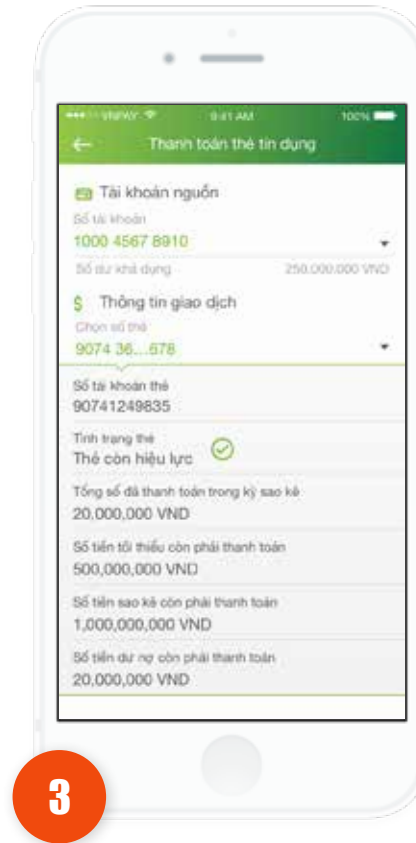 VNPAY 9:41 AM 100%
Thanh toán thẻ tín dụng
Tài khoản nguồn
Số tài khoản
1000 4567 8910
Số dư khả dụng 250,000,000 VND
$ Thông tin giao dịch
Chọn số thẻ
9074 36...678
Số tài khoản thẻ
90741249835
Tình trạng thẻ
Thẻ còn hiệu lực
Tổng số đã thanh toán trong kỳ sao kê
20,000,000 VND
Số tiền tối thiểu còn phải thanh toán
500,000,000 VND
Số tiền sao kê còn phải thanh toán
1,000,000,000 VND
Số tiền dư nợ còn phải thanh toán
20,000,000 VND
3